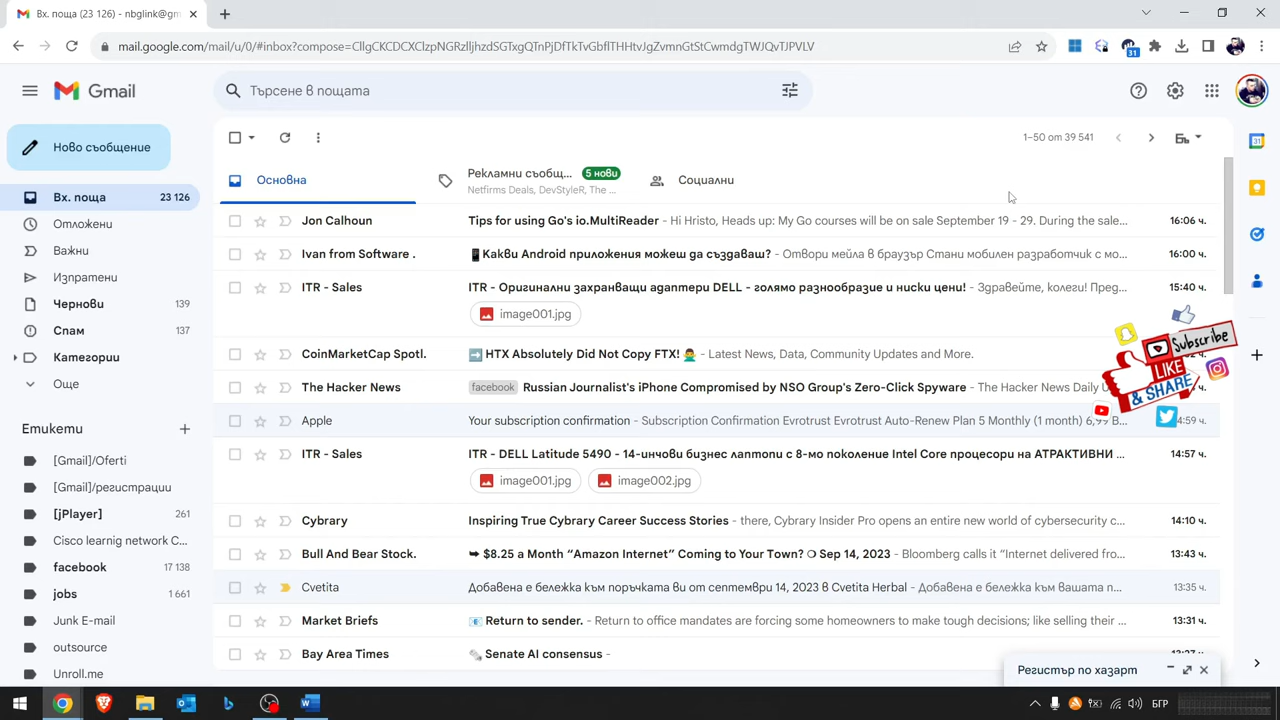 Вх. поща (23 126) - nbglink@gm
mail.google.com/mail/u/0/#inbox?compose=CllgCKCDCXClzpNGRzlljhzdSGTxgQTnPjDfTkTvGbflTHHtvJgZvmnGtStCwmdgTWJQvTJPVLV
31
Gmail
Търсене в пощата
Ново съобщение
1–50 от 39 541
Бъ
Основна
Рекламни съобщ... 5 нови
Netfirms Deals, DevStyleR, The ...
Социални
Вх. поща 23 126
Отложени
Важни
Изпратени
Чернови 139
Спам 137
Категории
Още
Етикети
[Gmail]/Oferti
[Gmail]/регистрации
[jPlayer] 261
Cisco learnig network C...
facebook 17 138
jobs 1 661
Junk E-mail
outsource
Unroll.me
Jon Calhoun Tips for using Go's io.MultiReader - Hi Hristo, Heads up: My Go courses will be on sale September 19 - 29. During the sale... 16:06 ч.
Ivan from Software . Какви Android приложения можеш да създаваш? - Отвори мейла в браузър Стани мобилен разработчик с мо... 16:00 ч.
ITR - Sales ITR - Оригинални захранващи адаптери DELL - голямо разнообразие и ниски цени! - Здравейте, колеги! Пред... 15:40 ч.
image001.jpg
CoinMarketCap Spotl. HTX Absolutely Did Not Copy FTX! - Latest News, Data, Community Updates and More.
The Hacker News facebook Russian Journalist's iPhone Compromised by NSO Group's Zero-Click Spyware - The Hacker News Daily U
Apple Your subscription confirmation - Subscription Confirmation Evrotrust Evrotrust Auto-Renew Plan 5 Monthly (1 month) 6,99 B... 14:59 ч.
ITR - Sales ITR - DELL Latitude 5490 - 14-инчови бизнес лаптопи с 8-мо поколение Intel Core процесори на АТРАКТИВНИ ... 14:57 ч.
image001.jpg image002.jpg
Cybrary Inspiring True Cybrary Career Success Stories - there, Cybrary Insider Pro opens an entire new world of cybersecurity c... 14:10 ч.
Bull And Bear Stock. $8.25 a Month “Amazon Internet” Coming to Your Town? Sep 14, 2023 - Bloomberg calls it “Internet delivered fro... 13:43 ч.
Cvetita Добавена е бележка към поръчката ви от септември 14, 2023 в Cvetita Herbal - Добавена е бележка към вашата п... 13:35 ч.
Market Briefs Return to sender. - Return to office mandates are forcing some homeowners to make tough decisions; like selling their ... 13:31 ч.
Bay Area Times Senate AI consensus -
Subscribe
LIKE
& SHARE
Регистър по хазарт
31
БГР